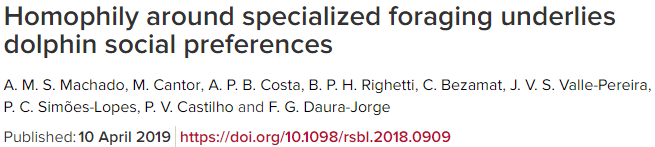 Homophily around specialized foraging underlies
dolphin social preferences
A. M. S. Machado, M. Cantor, A. P. B. Costa, B. P. H. Righetti, C. Bezamat, J. V. S. Valle-Pereira,
P. C. Simões-Lopes, P. V. Castilho and F. G. Daura-Jorge
Published: 10 April 2019 https://doi.org/10.1098/rsbl.2018.0909